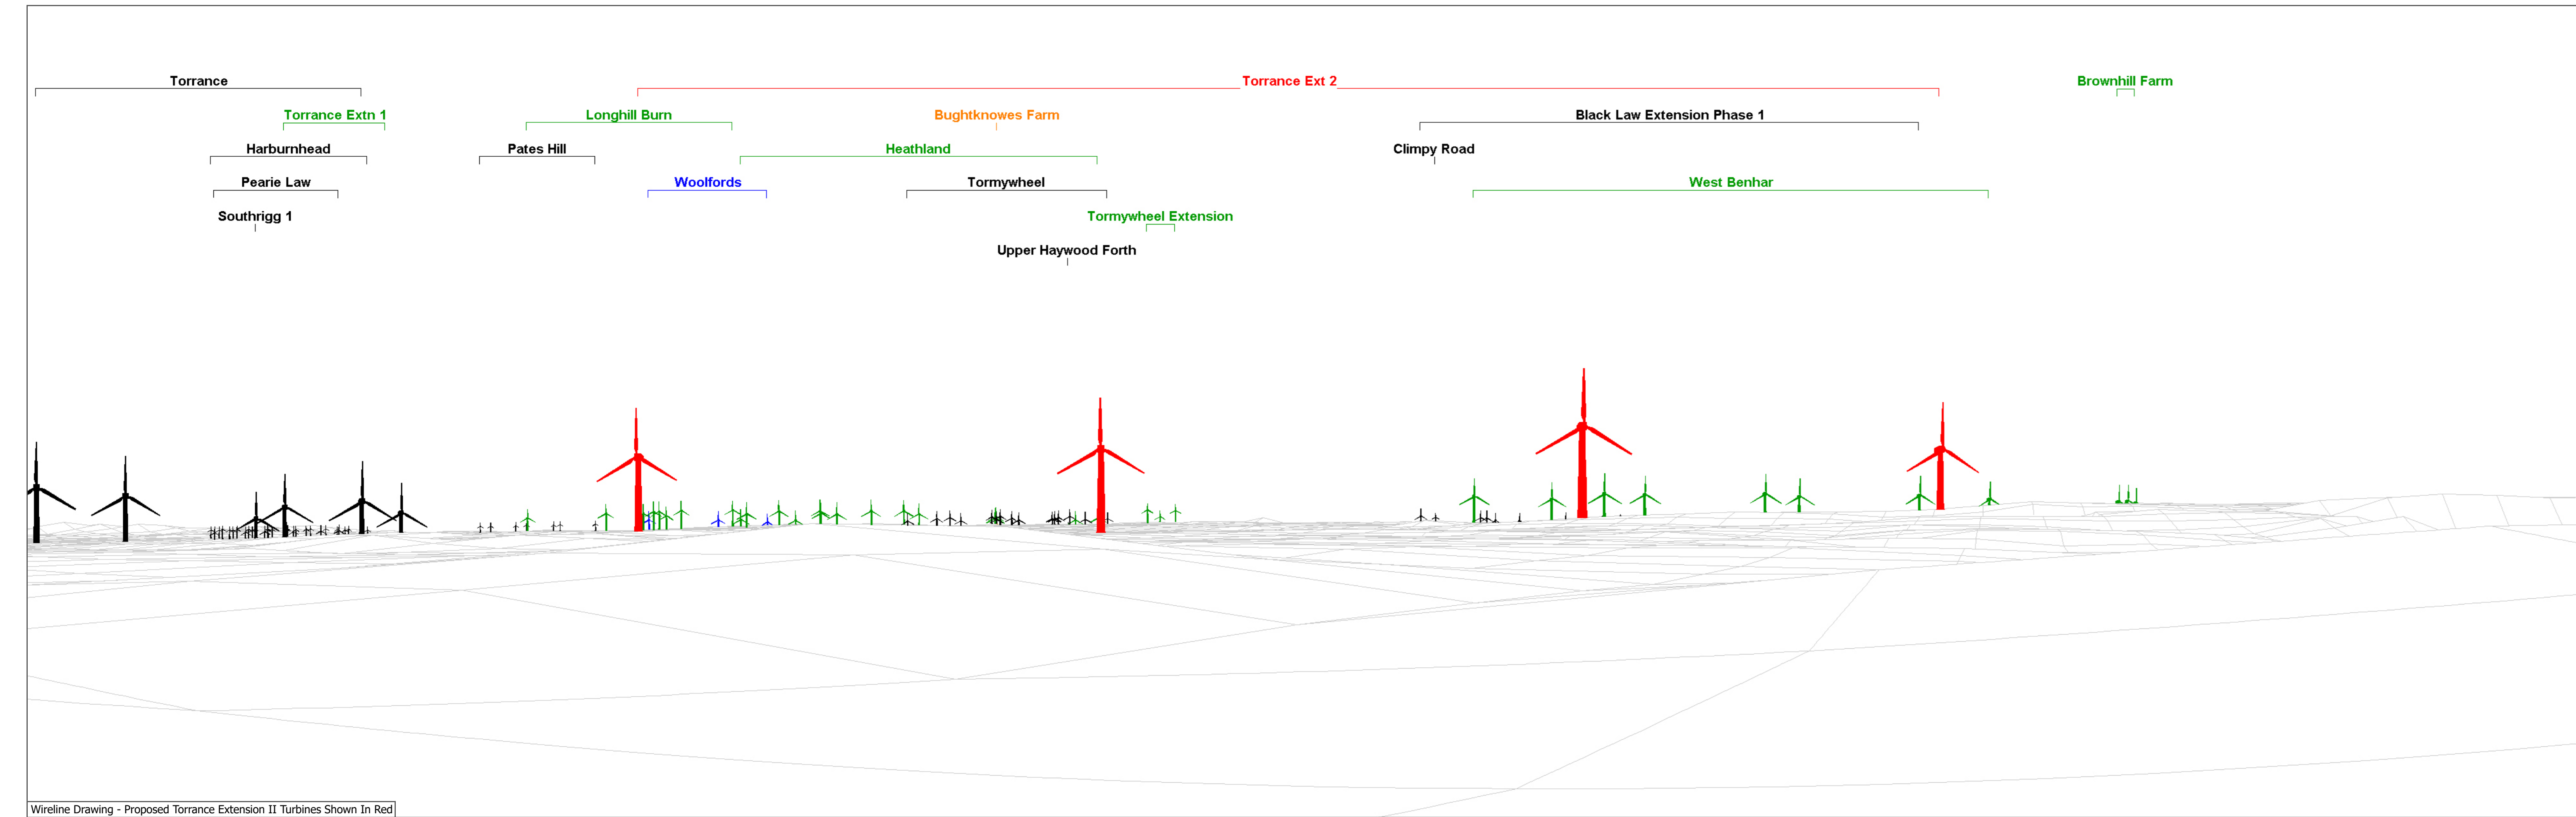 Torrance
Torrance Ext 2
Brownhill Farm
Torrance Extn 1
Longhill Burn
Bughtknowes Farm
Black Law Extension Phase 1
Harburnhead
Pates Hill
Heathland
Climpy Road
Pearie Law
Woolfords
Tormywheel
West Benhar
Southrigg 1
Tormywheel Extension
Upper Haywood Forth
Wireline Drawing - Proposed Torrance Extension II Turbines Shown In Red